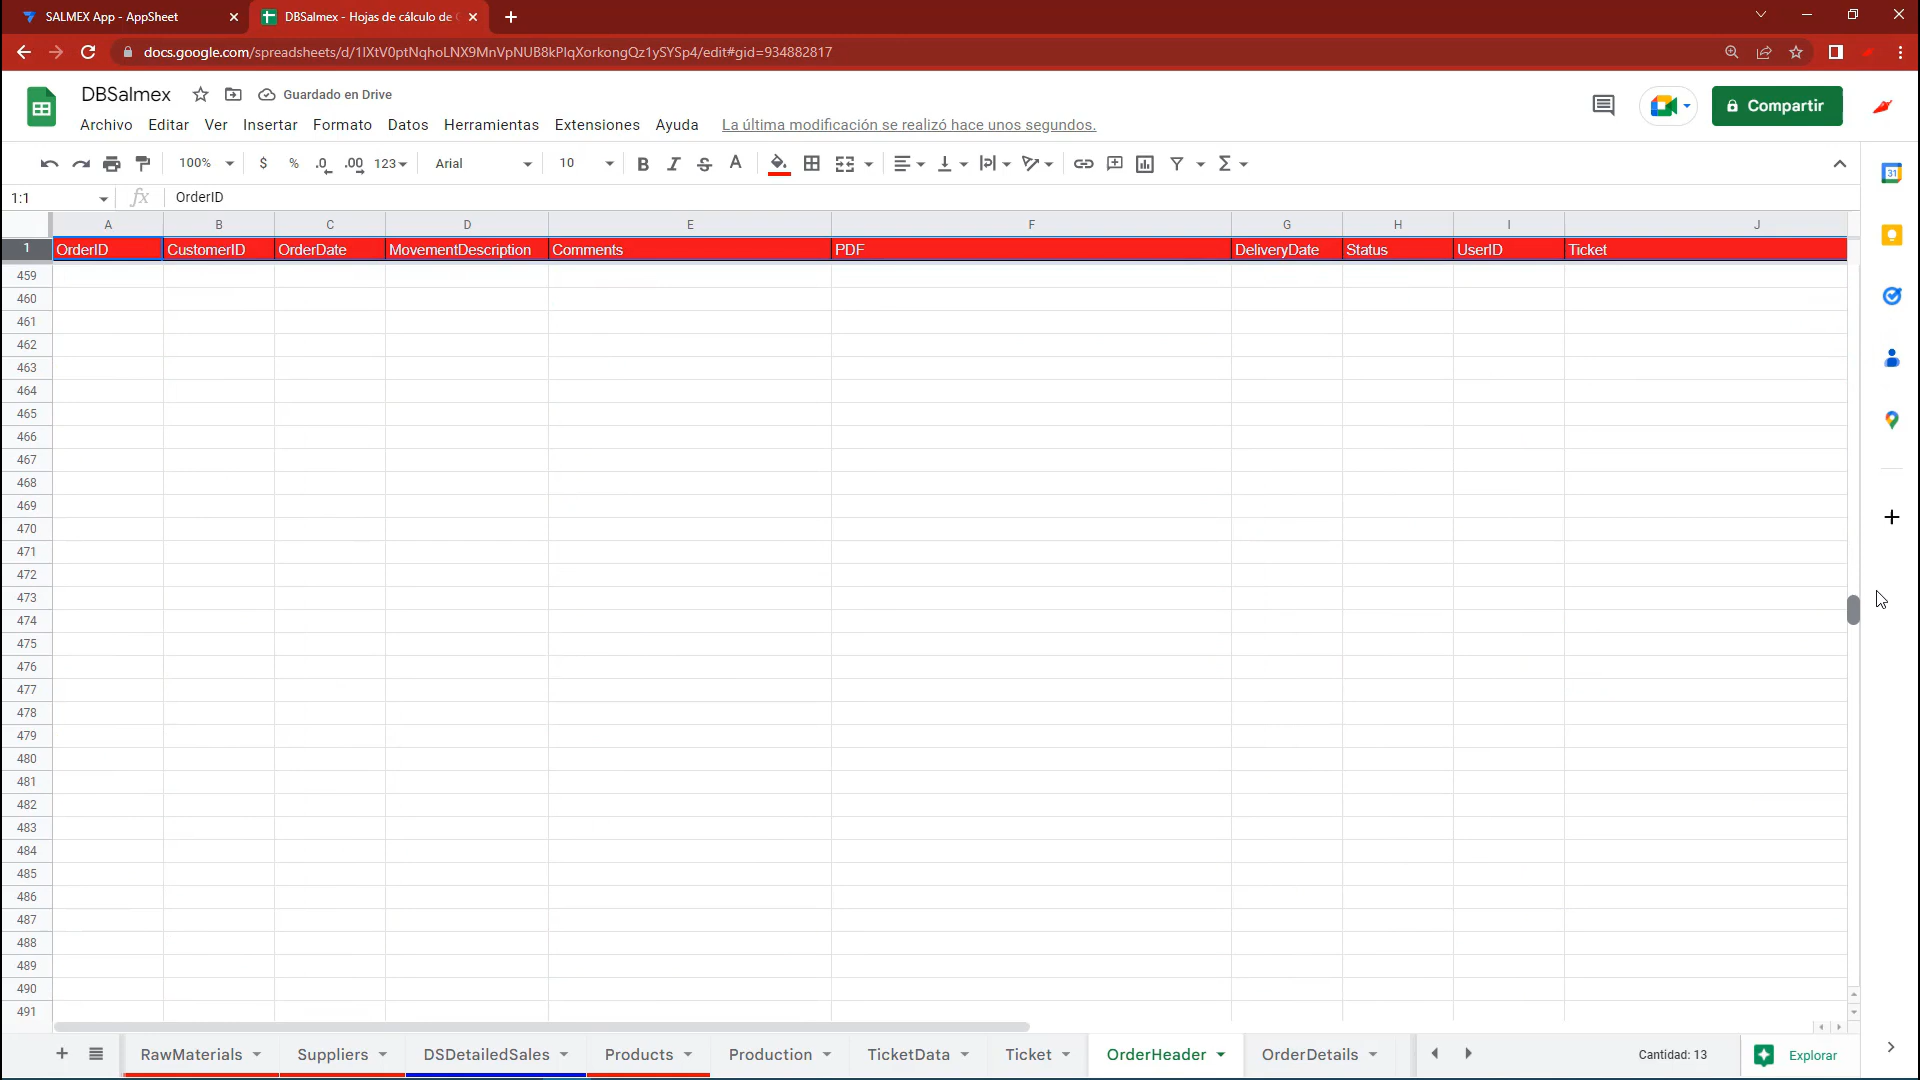 SALMEX App - AppSheet
DBSalmex - Hojas de cálculo de
docs.google.com/spreadsheets/d/1IXtV0ptNqhoLNX9MnVpNUB8kPIqXorkongQz1ySYSp4/edit#gid=934882817
DBSalmex
Guardado en Drive
Archivo Editar Ver Insertar Formato Datos Herramientas Extensiones Ayuda La última modificación se realizó hace unos segundos.
Compartir
100% $ % .0 .00 123 Arial 10 B I S A
31
1:1 fx OrderID
A B C D E F G H I J
1 OrderID CustomerID OrderDate MovementDescription Comments PDF DeliveryDate Status UserID Ticket
459
460
461
462
463
464
465
466
467
468
469
470
471
472
473
474
475
476
477
478
479
480
481
482
483
484
485
486
487
488
489
490
491
RawMaterials Suppliers DSDetailedSales Products Production TicketData Ticket OrderHeader OrderDetails Cantidad: 13 Explorar